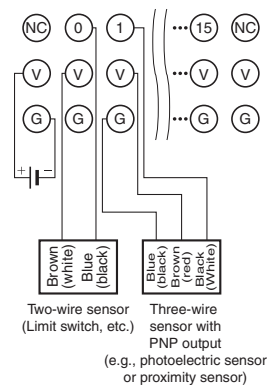 NC 0 1 ••• 15 NC
V V V ••• V V
G G G ••• G G
+ −
Brown
(white)
Blue
(black)
Blue
(black)
Brown
(red)
Black
(White)
Two-wire sensor
(Limit switch, etc.)
Three-wire
sensor with
PNP output
(e.g., photoelectric sensor
or proximity sensor)